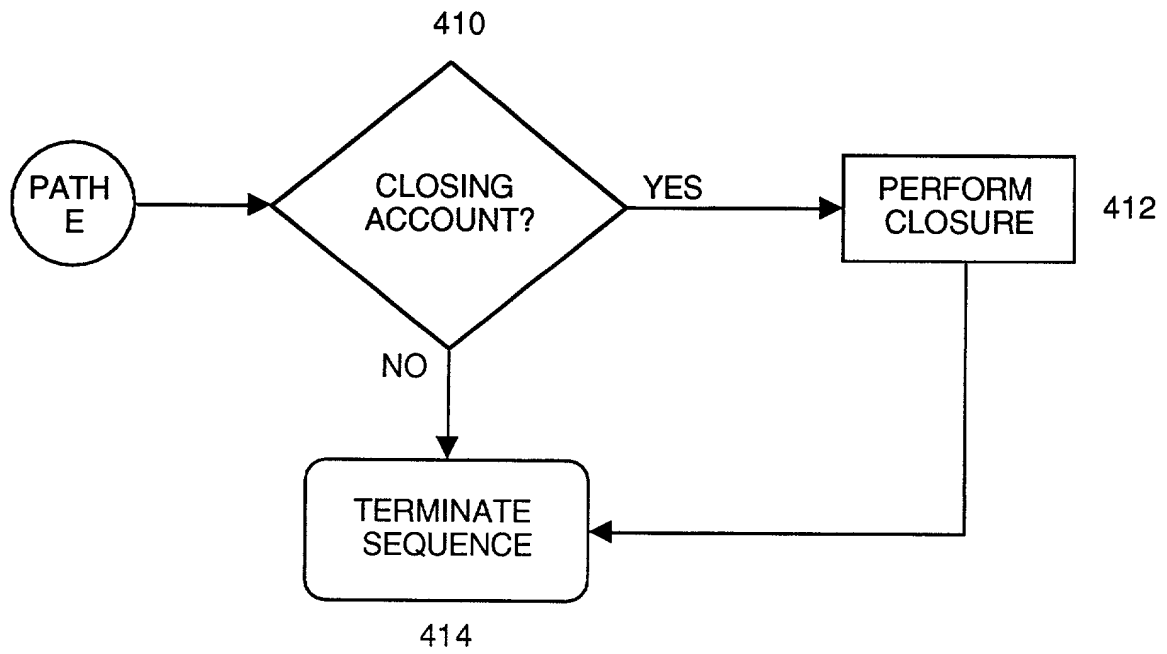 410
PATH
E
CLOSING
ACCOUNT?
YES
PERFORM
CLOSURE
412
NO
TERMINATE
SEQUENCE
414